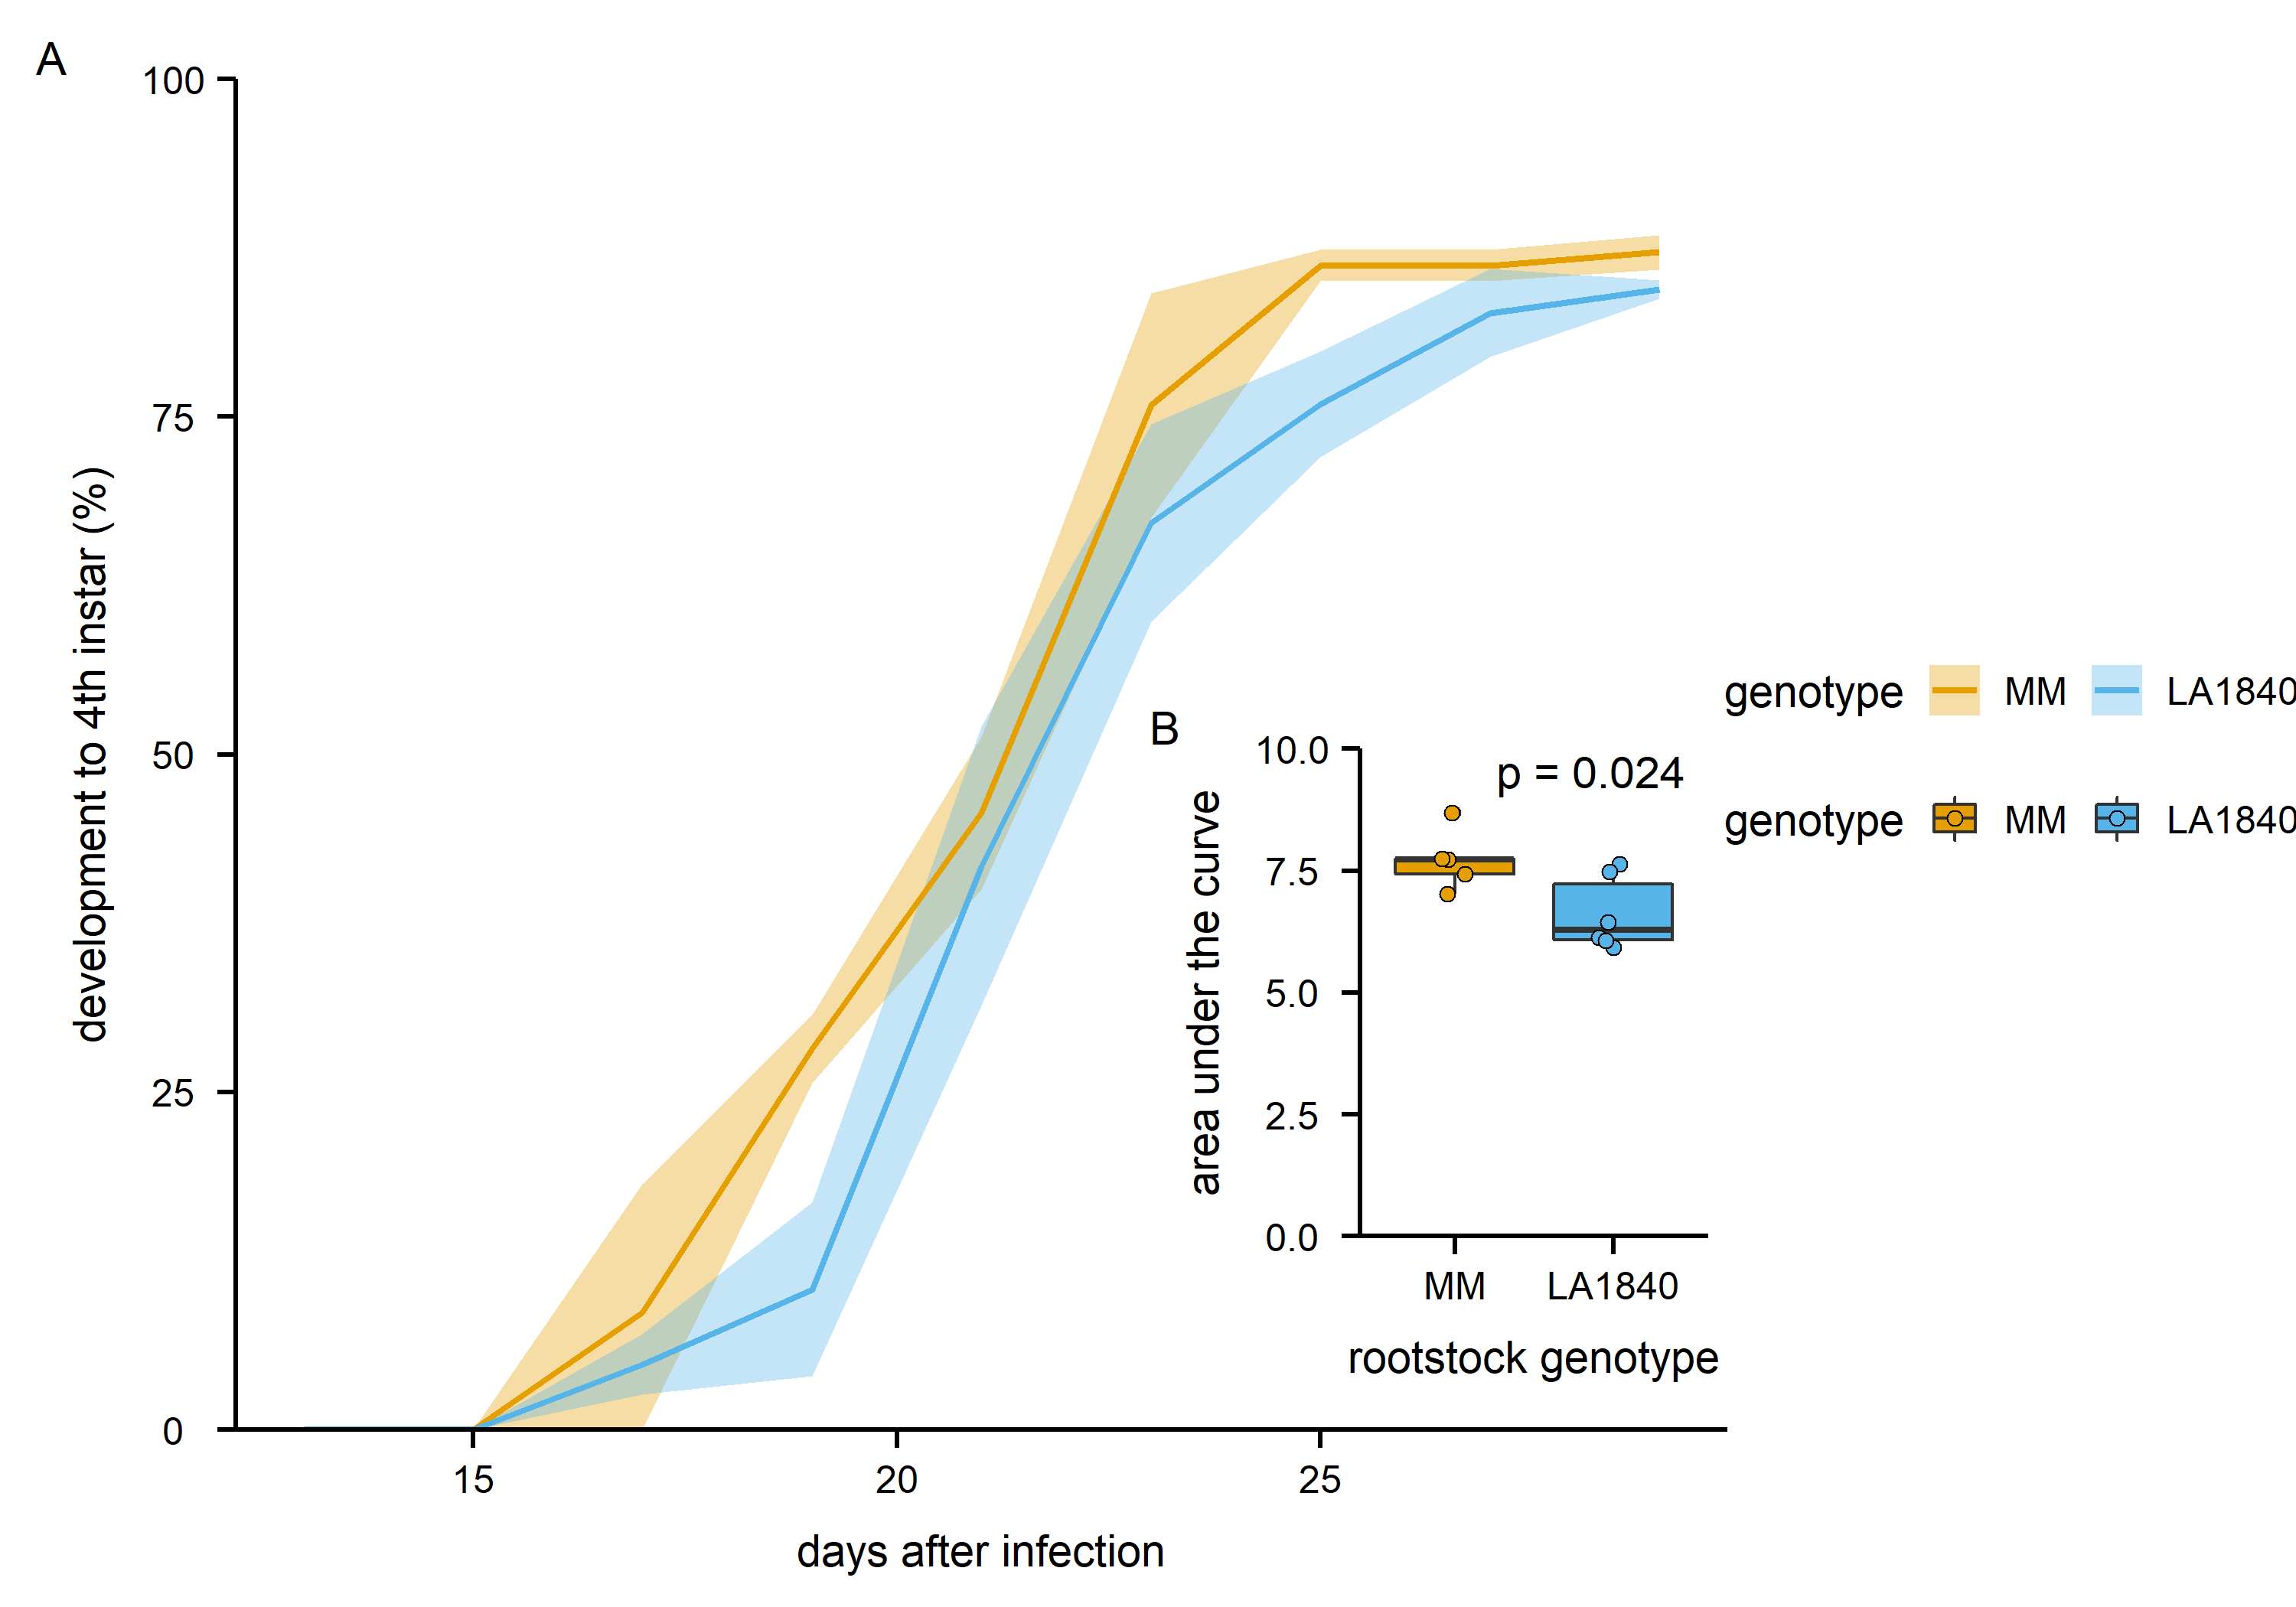 A
100
75
50
25
0
development to 4th instar (%)
15 20 25
days after infection
B
10.0
7.5
5.0
2.5
0.0
area under the curve
p = 0.024
MM LA1840
rootstock genotype
genotype MM LA1840
genotype MM LA1840